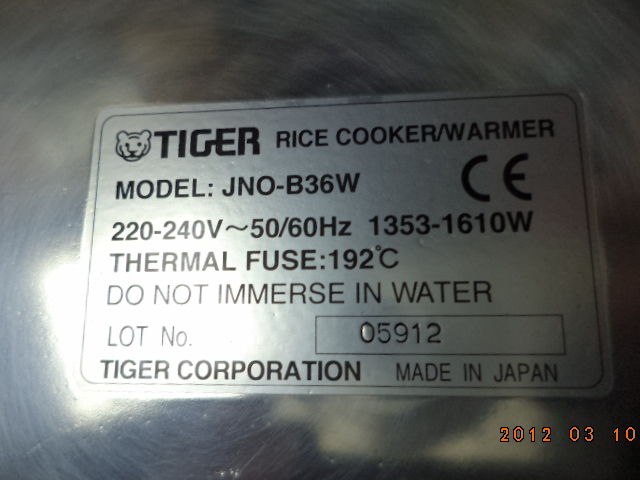 TIGER RICE COOKER/WARMER
MODEL: JNO-B36W CE
220-240V～50/60Hz 1353-1610W
THERMAL FUSE:192℃
DO NOT IMMERSE IN WATER
LOT No. 05912
TIGER CORPORATION MADE IN JAPAN
2012 03 10